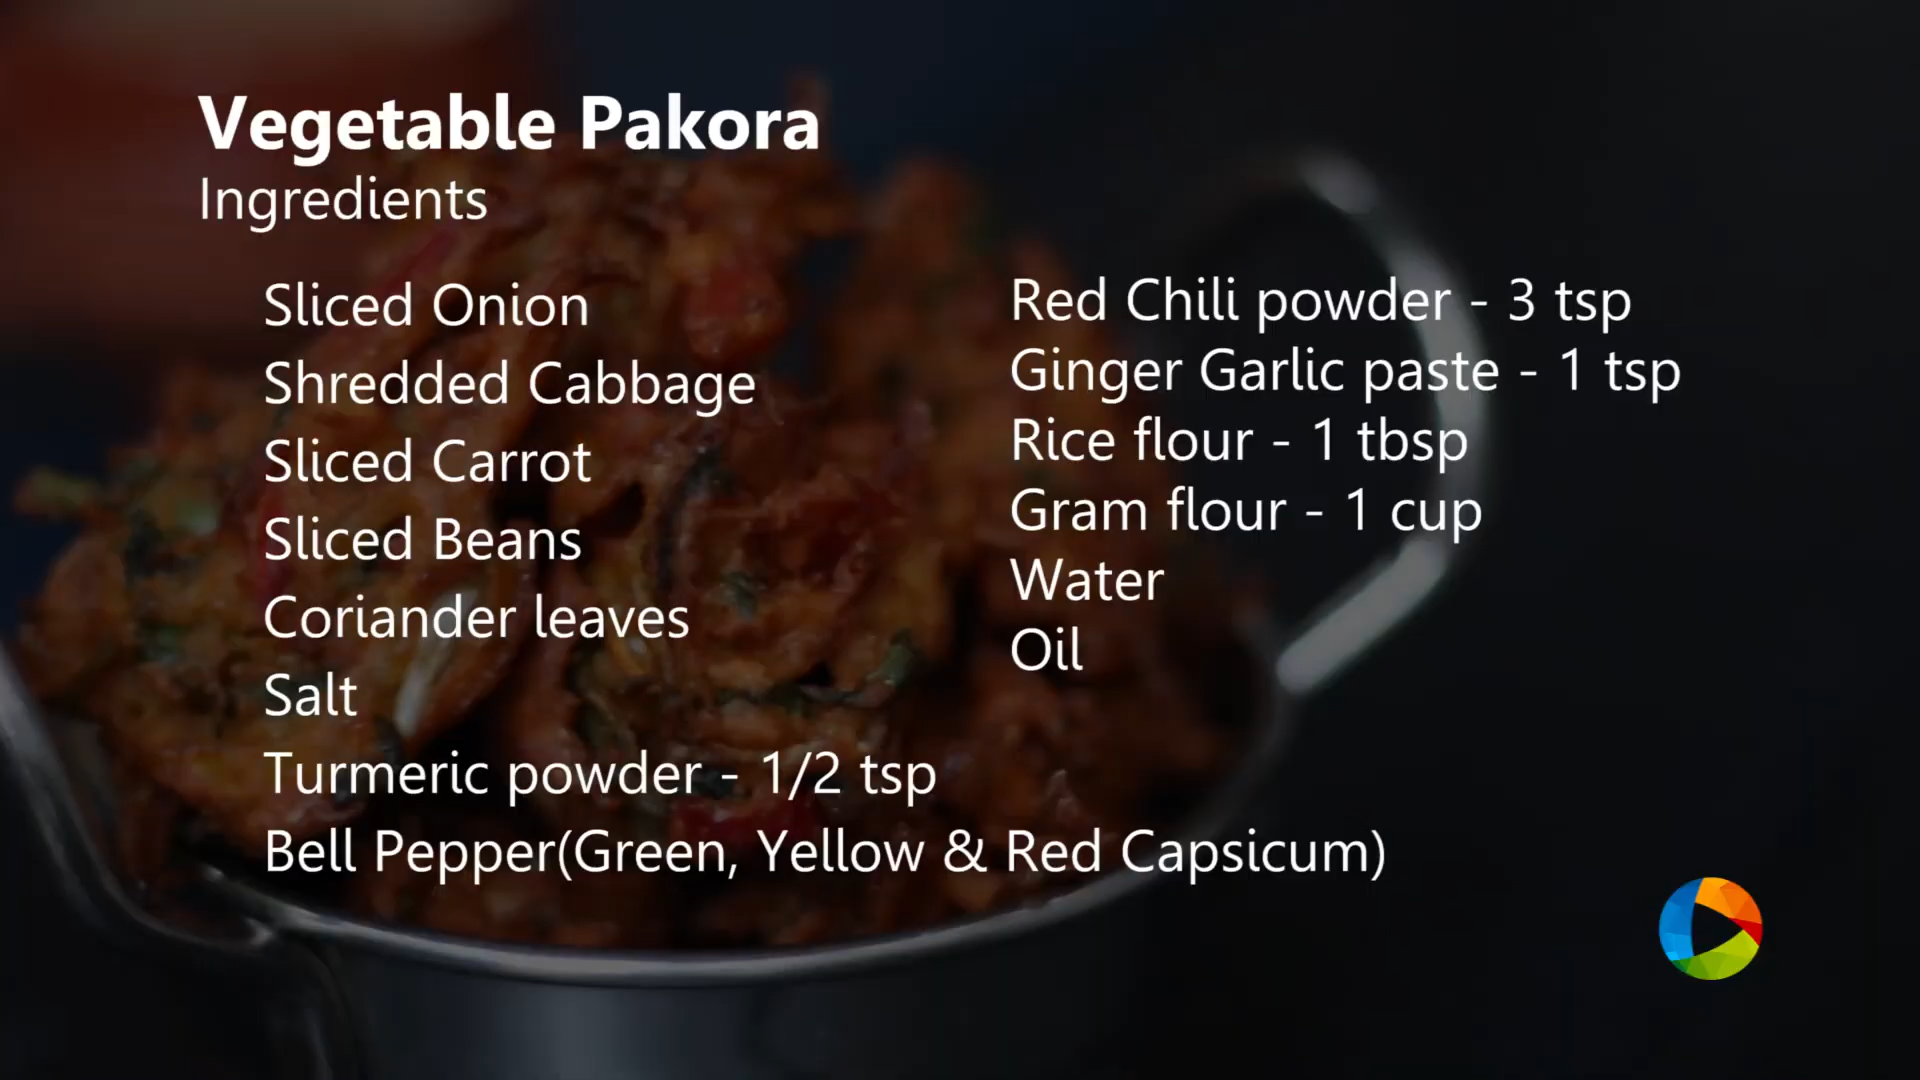 Vegetable Pakora
Ingredients
Sliced Onion
Shredded Cabbage
Sliced Carrot
Sliced Beans
Coriander leaves
Salt
Turmeric powder - 1/2 tsp
Bell Pepper(Green, Yellow & Red Capsicum)
Red Chili powder - 3 tsp
Ginger Garlic paste - 1 tsp
Rice flour - 1 tbsp
Gram flour - 1 cup
Water
Oil